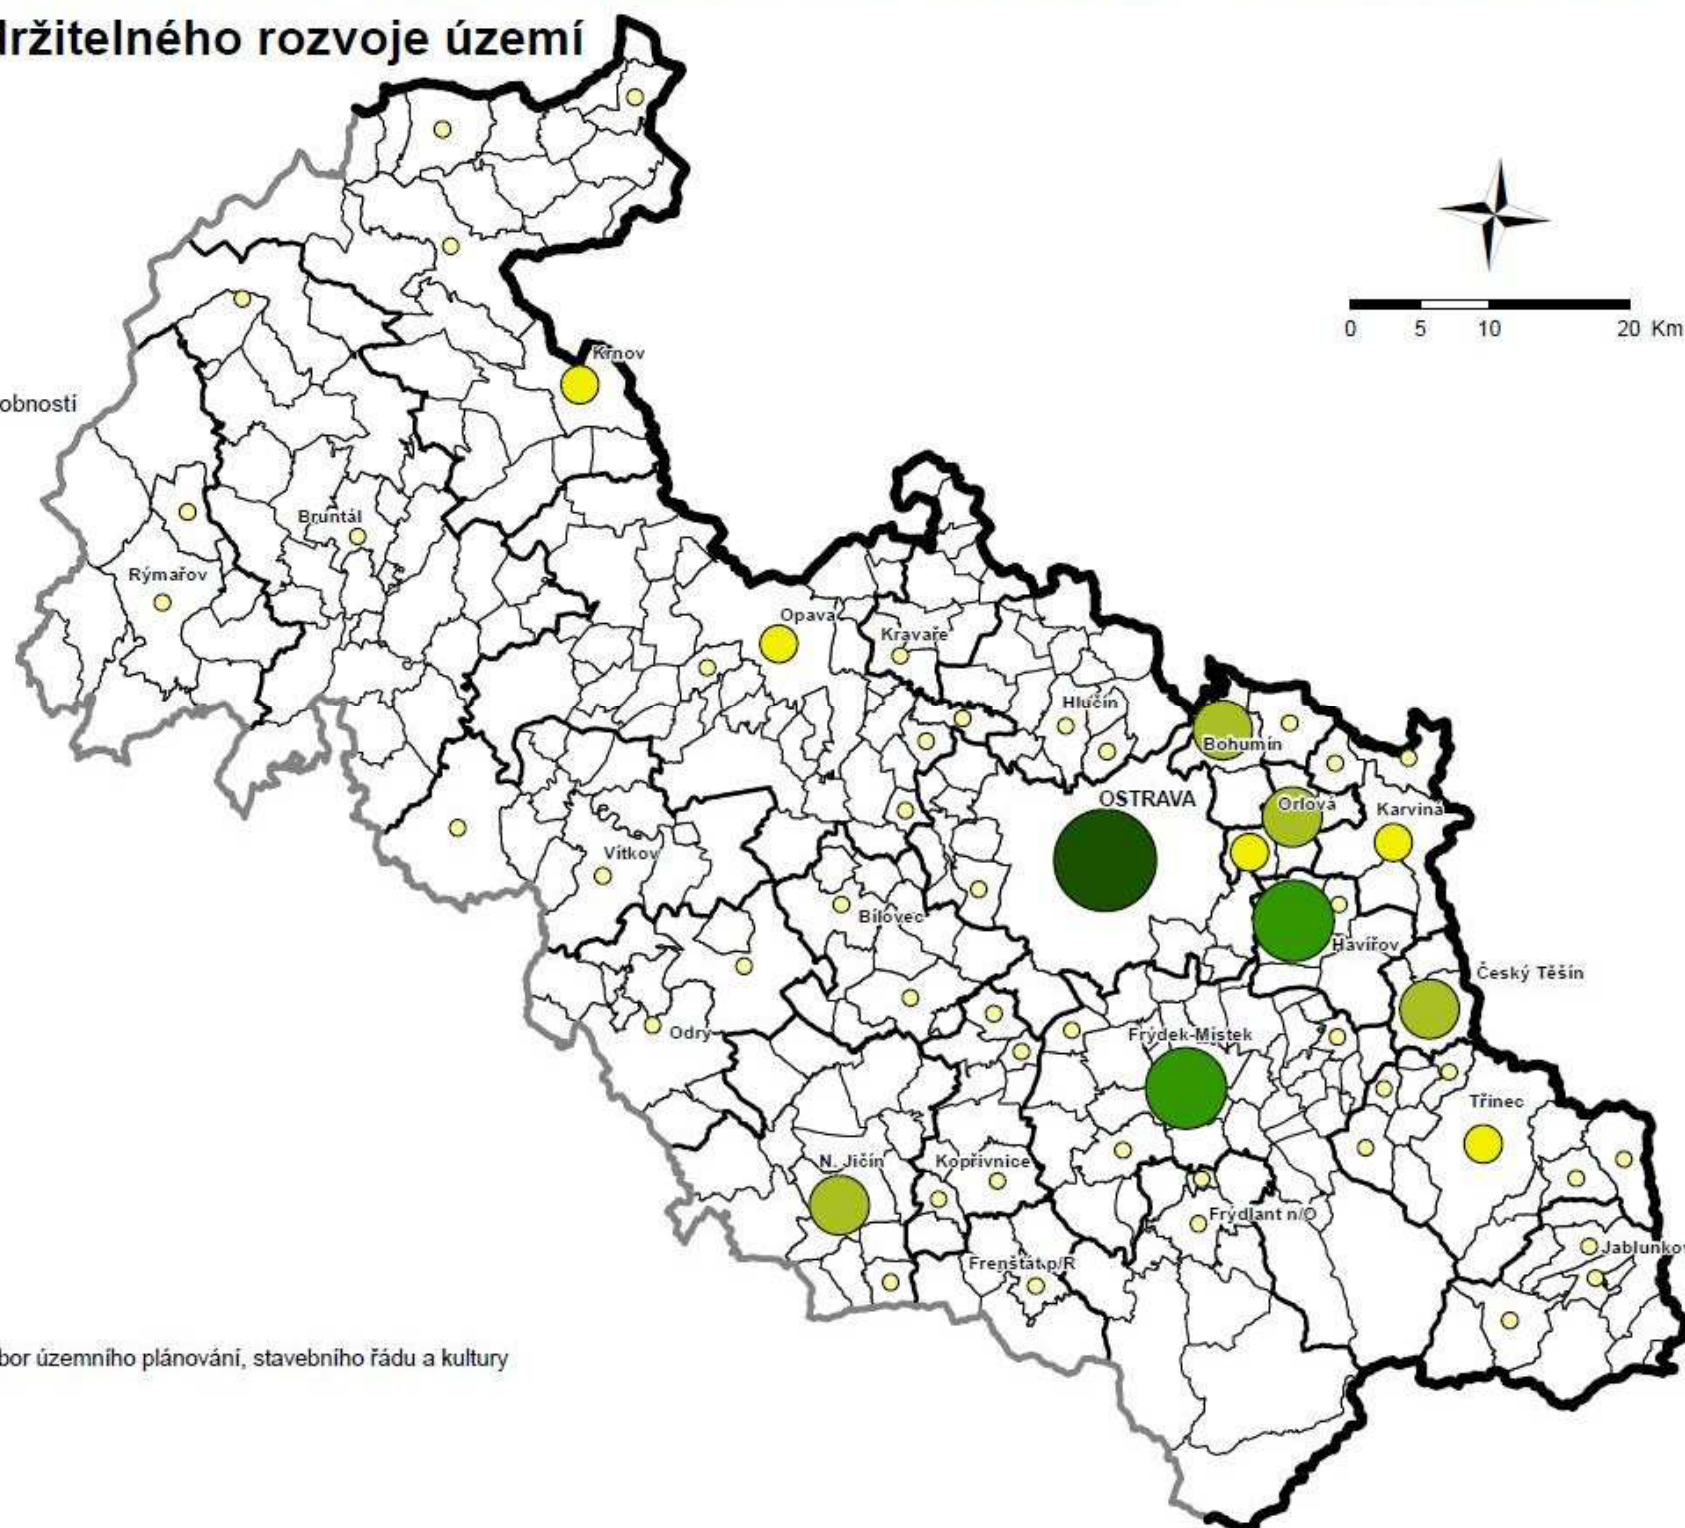 držitelného rozvoje území
0 5 10 20 Km
Krnov
obností
Bruntál
Rýmařov
Opava
Kravaře
Hlučín
Bohumín
OSTRAVA
Orlová
Karviná
Vítkov
Bílovec
Havířov
Český Těšín
Odry
Frýdek-Místek
Třinec
N. Jičín
Kopřivnice
Frýdlant n/O
Jablunkov
Frenštát p/R
bor územního plánování, stavebního řádu a kultury